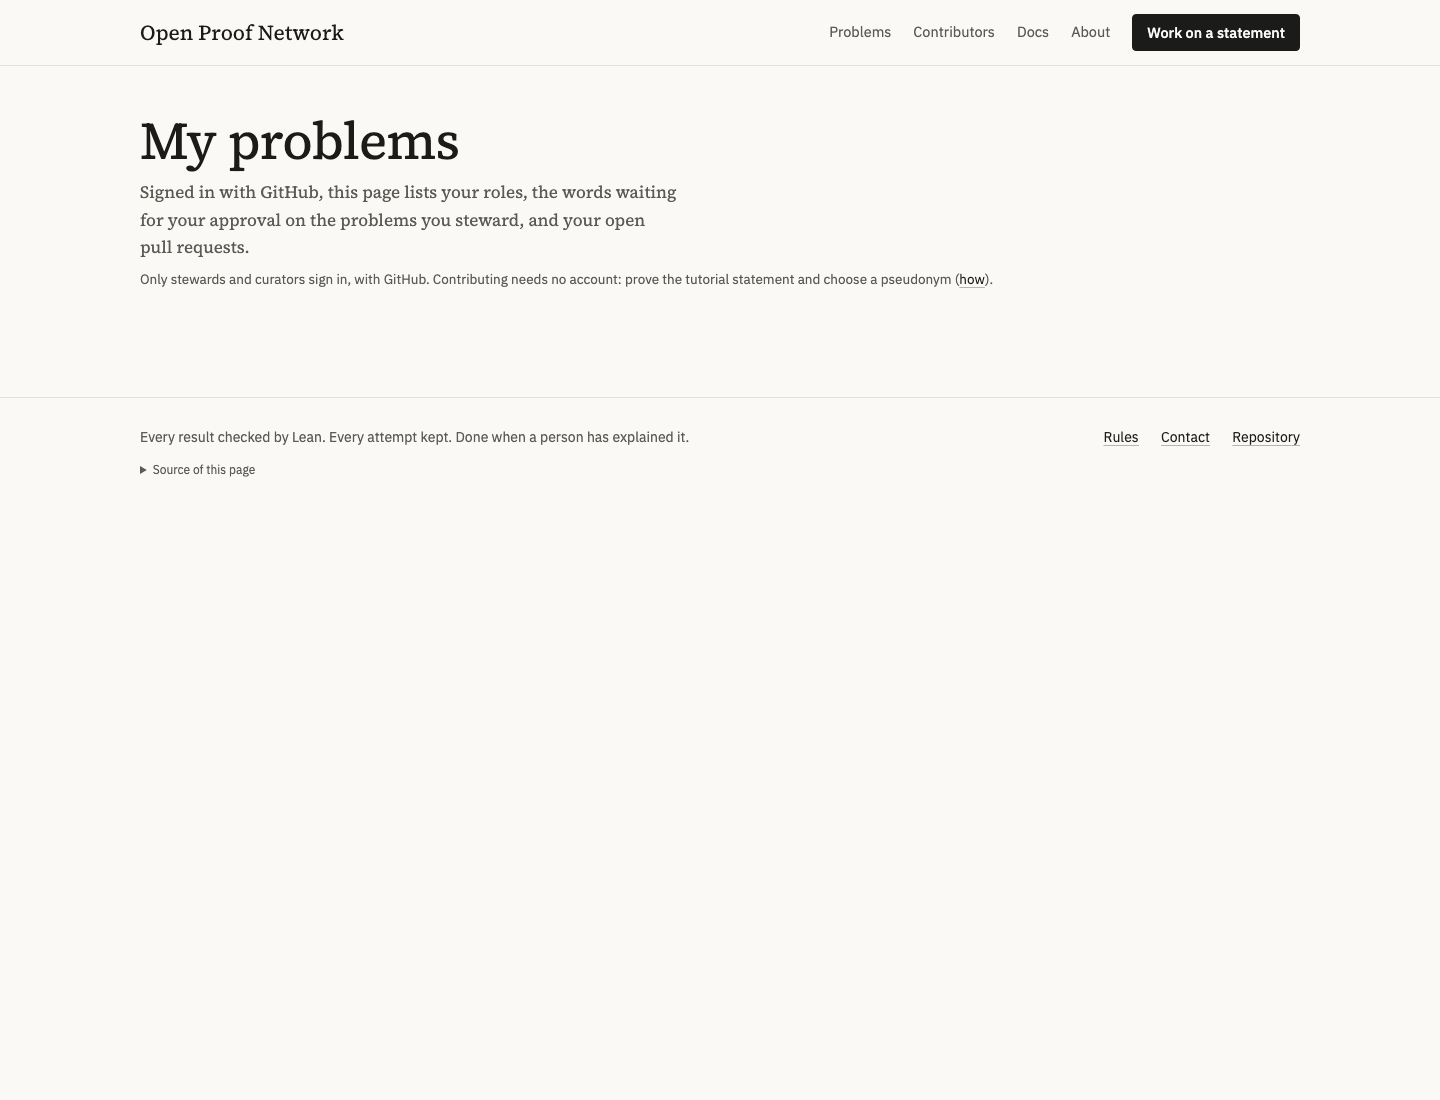 Open Proof Network
Problems
Contributors
Docs
About
Work on a statement
My problems
Signed in with GitHub, this page lists your roles, the words waiting
for your approval on the problems you steward, and your open
pull requests.
Only stewards and curators sign in, with GitHub. Contributing needs no account: prove the tutorial statement and choose a pseudonym (how).
Every result checked by Lean. Every attempt kept. Done when a person has explained it.
Rules
Contact
Repository
Source of this page